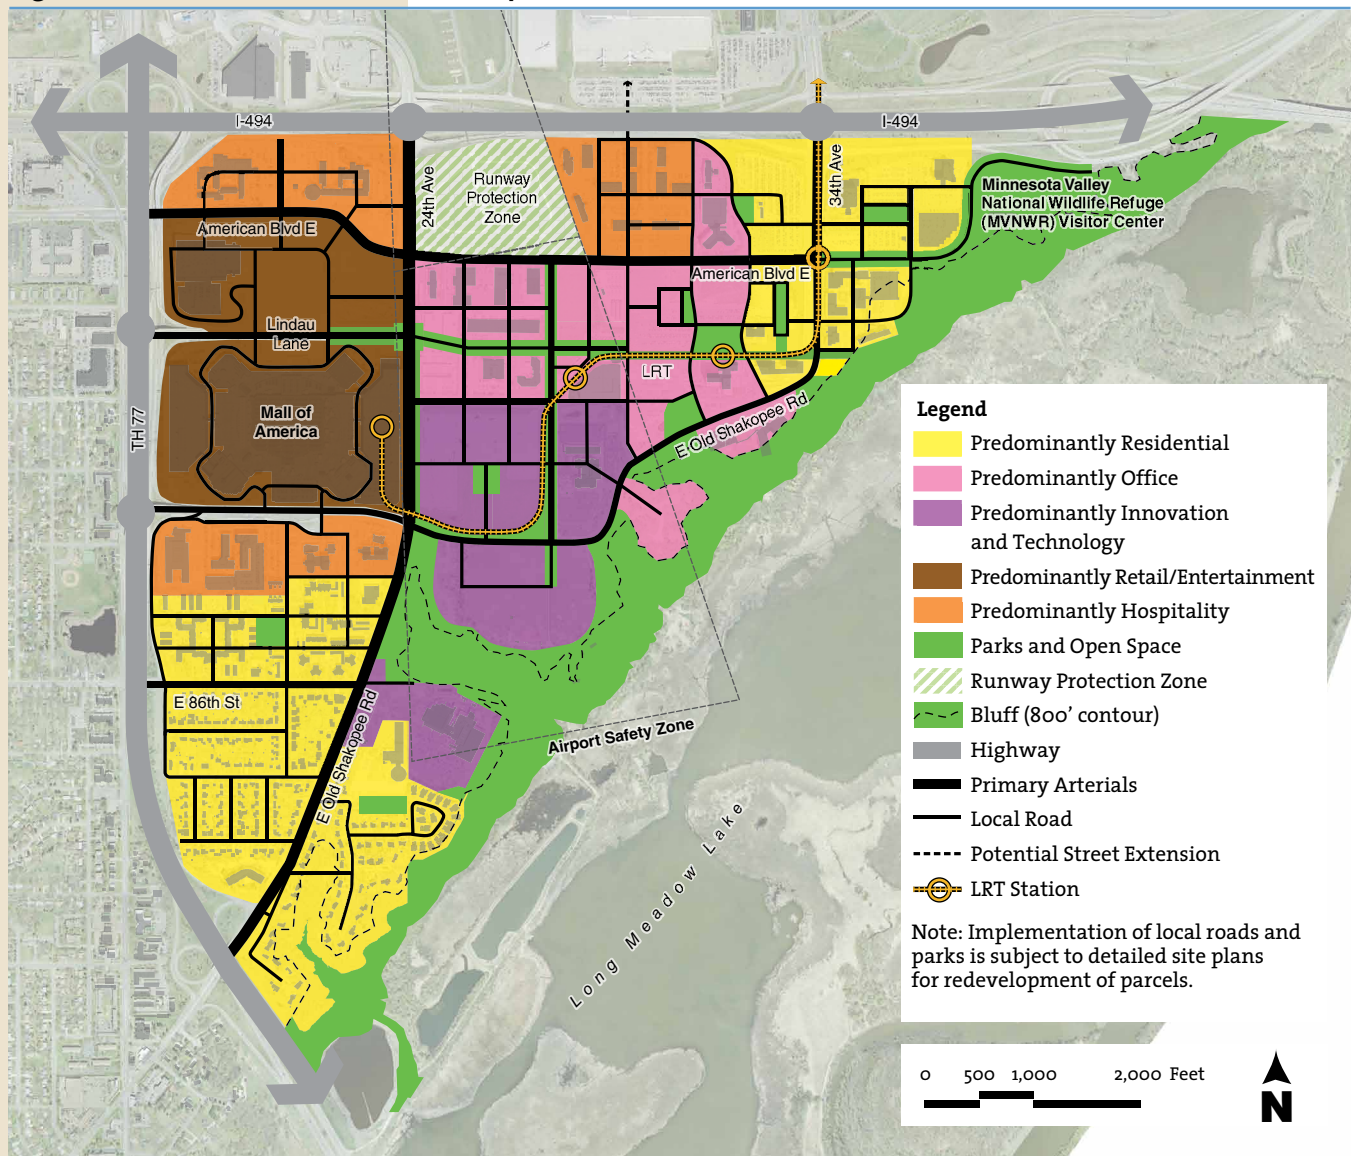 I-494
I-494
24th Ave
34th Ave
Runway
Protection
Zone
Minnesota Valley
National Wildlife Refuge
(MVNWR) Visitor Center
American Blvd E
American Blvd E
Lindau
Lane
LRT
TH 77
Mall of
America
E Old Shakopee Rd
E 86th St
E Old Shakopee Rd
Airport Safety Zone
Long Meadow Lake
Legend
Predominantly Residential
Predominantly Office
Predominantly Innovation
and Technology
Predominantly Retail/Entertainment
Predominantly Hospitality
Parks and Open Space
Runway Protection Zone
Bluff (800' contour)
Highway
Primary Arterials
Local Road
Potential Street Extension
LRT Station
Note: Implementation of local roads and
parks is subject to detailed site plans
for redevelopment of parcels.
0 500 1,000 2,000 Feet
N